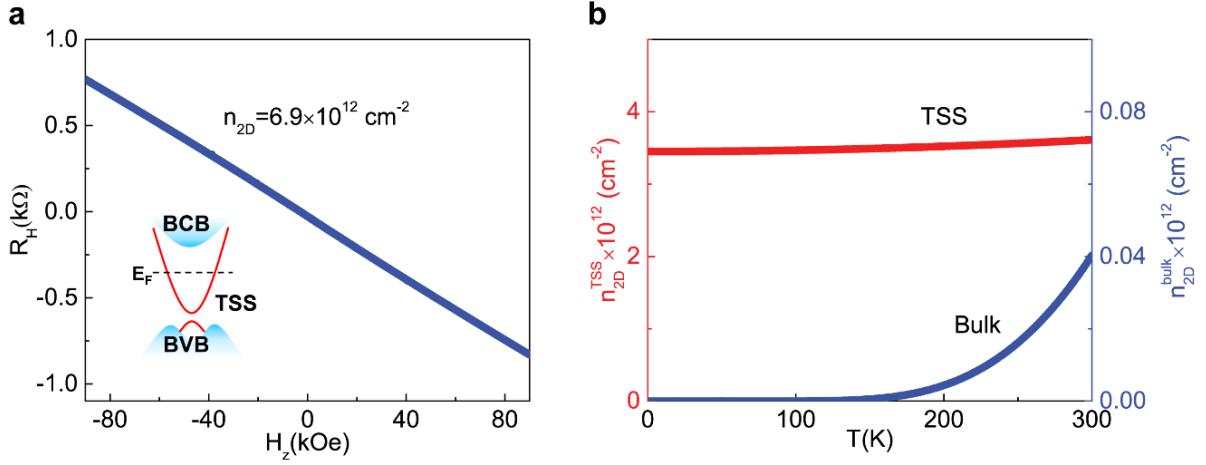 a
R_H(kΩ)
1.0
0.5
0.0
-0.5
-1.0
n_2D=6.9×10^12 cm^-2
BCB
E_F
TSS
BVB
-80 -40 0 40 80
H_z(kOe)
b
n_2D^TSS×10^12 (cm^-2)
4
2
0
TSS
Bulk
0 100 200 300
T(K)
0.08
0.04
0.00
n_2D^bulk×10^12 (cm^-2)